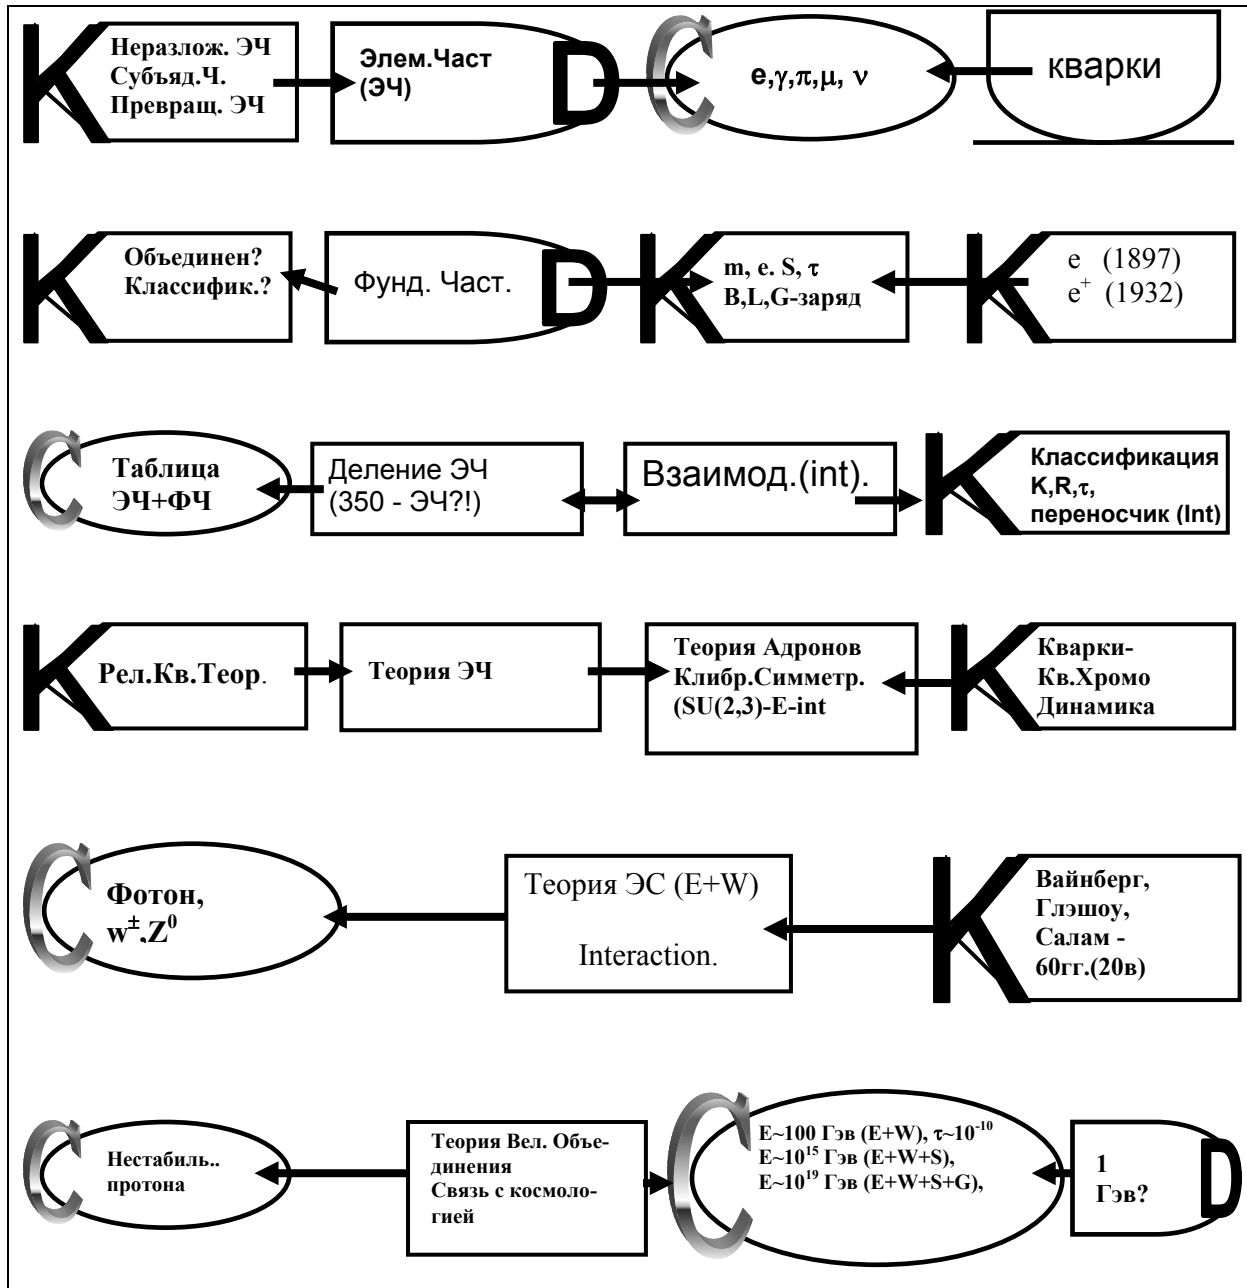 K
Неразлож. ЭЧ
Субъяд.Ч.
Превращ. ЭЧ
Элем.Част
(ЭЧ)
D
C
e,γ,π,μ, ν
кварки
K
Объединен?
Классифик.?
Фунд. Част.
D
K
m, e. S, τ
B,L,G-заряд
K
e (1897)
e⁺ (1932)
C
Таблица
ЭЧ+ФЧ
Деление ЭЧ
(350 - ЭЧ?!)
Взаимод.(int).
K
Классификация
K,R,τ,
переносчик (Int)
K
Рел.Кв.Теор.
Теория ЭЧ
Теория Адронов
Клибр.Симметр.
(SU(2,3)-E-int
K
Кварки-
Кв.Хромо
Динамика
C
Фотон,
w±,Z⁰
Теория ЭС (E+W)
Interaction.
K
Вайнберг,
Глэшоу,
Салам -
60гг.(20в)
C
Нестабиль..
протона
Теория Вел. Объе-
динения
Связь с космоло-
гией
C
E~100 Гэв (E+W), τ~10⁻¹⁰
E~10¹⁵ Гэв (E+W+S),
E~10¹⁹ Гэв (E+W+S+G),
1
Гэв?
D